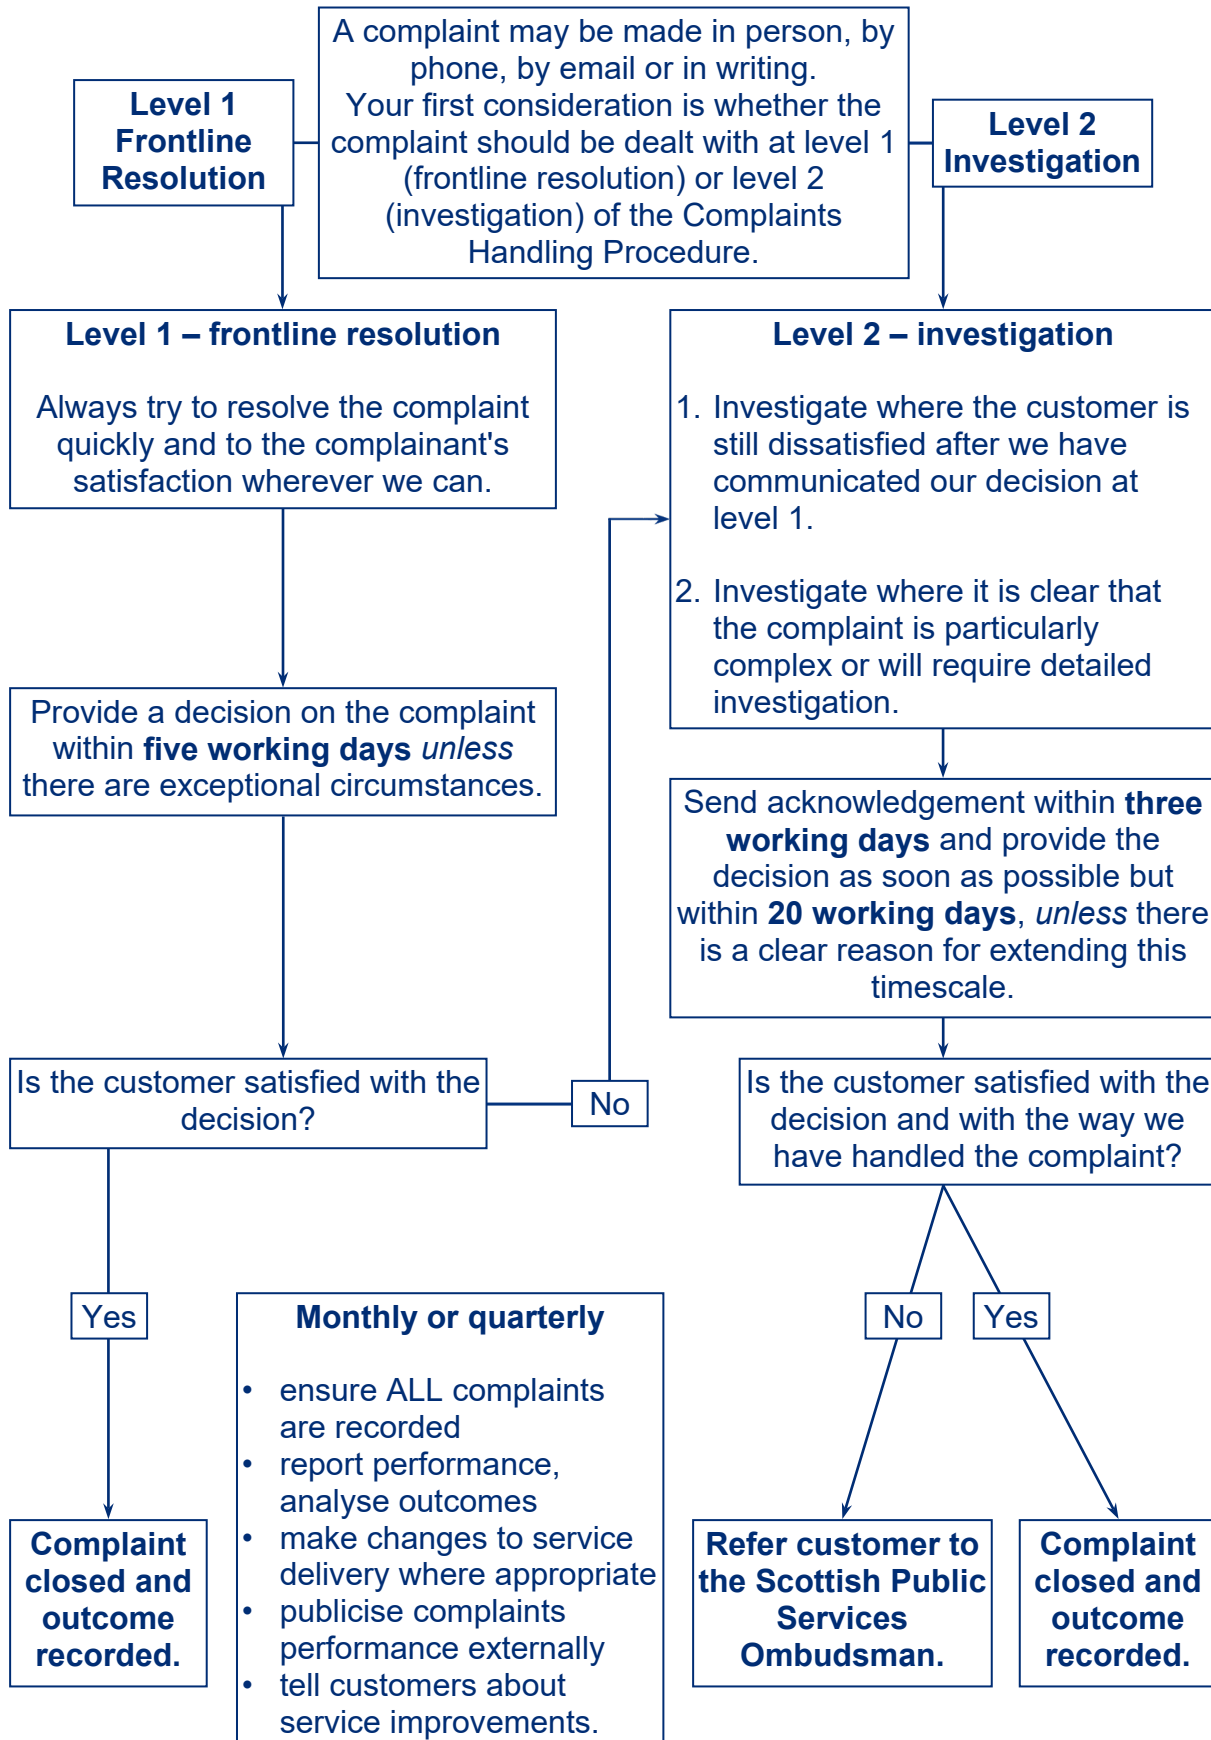 A complaint may be made in person, by
phone, by email or in writing.
Your first consideration is whether the
complaint should be dealt with at level 1
(frontline resolution) or level 2
(investigation) of the Complaints
Handling Procedure.
Level 1
Frontline
Resolution
Level 2
Investigation
Level 1 – frontline resolution
Always try to resolve the complaint
quickly and to the complainant's
satisfaction wherever we can.
Provide a decision on the complaint
within five working days unless
there are exceptional circumstances.
Is the customer satisfied with the
decision?
No
Yes
Complaint
closed and
outcome
recorded.
Level 2 – investigation
1. Investigate where the customer is
still dissatisfied after we have
communicated our decision at
level 1.
2. Investigate where it is clear that
the complaint is particularly
complex or will require detailed
investigation.
Send acknowledgement within three
working days and provide the
decision as soon as possible but
within 20 working days, unless there
is a clear reason for extending this
timescale.
Is the customer satisfied with the
decision and with the way we
have handled the complaint?
No
Yes
Refer customer to
the Scottish Public
Services
Ombudsman.
Complaint
closed and
outcome
recorded.
Monthly or quarterly
• ensure ALL complaints
are recorded
• report performance,
analyse outcomes
• make changes to service
delivery where appropriate
• publicise complaints
performance externally
• tell customers about
service improvements.